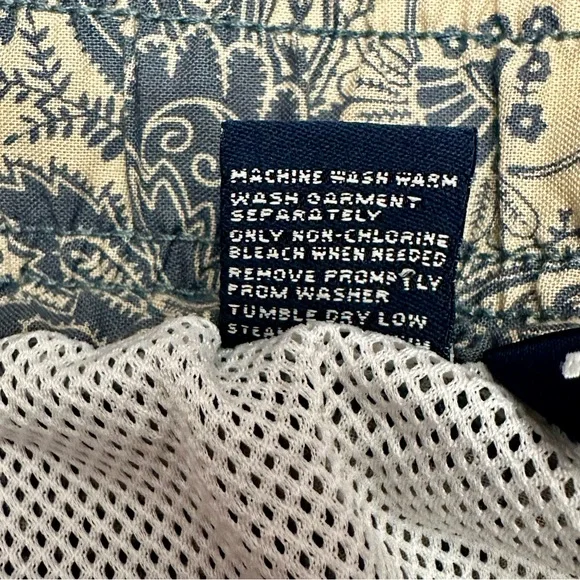 MACHINE WASH WARM
WASH GARMENT
SEPARATELY
ONLY NON-CHLORINE
BLEACH WHEN NEEDED
REMOVE PROMPTLY
FROM WASHER
TUMBLE DRY LOW